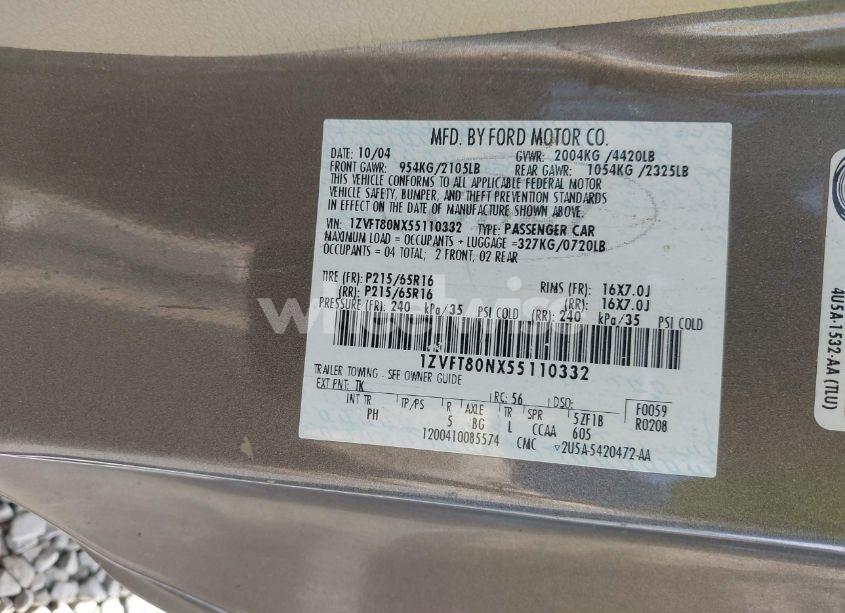 MFD. BY FORD MOTOR CO.
DATE: 10/04 GVWR: 2004KG /4420LB
FRONT GAWR: 954KG/2105LB REAR GAWR: 1054KG /2325LB
THIS VEHICLE CONFORMS TO ALL APPLICABLE FEDERAL MOTOR
VEHICLE SAFETY, BUMPER, AND THEFT PREVENTION STANDARDS
IN EFFECT ON THE DATE OF MANUFACTURE SHOWN ABOVE.
VIN: 1ZVFT80NX55110332 TYPE: PASSENGER CAR
MAXIMUM LOAD = OCCUPANTS + LUGGAGE =327KG/0720LB
OCCUPANTS = 04 TOTAL; 2 FRONT, 02 REAR
TIRE (FR): P215/65R16 RIMS (FR): 16X7.0J
(RR): P215/65R16 (RR): 16X7.0J
PRESSURE (FR): 240 kPa/35 PSI COLD (RR): 240 kPa/35 PSI COLD
wheelwise
1ZVFT80NX55110332
TRAILER TOWING - SEE OWNER GUIDE
EXT PNT: TK RC: 56 DSO: F0059
INT TR TP/PS R AXLE TR SPR 5ZF1B R0208
PH 5 BG L CCAA 605
1200410085574 CMC ▽2U5A-5420472-AA
4U5A-1532-AA (TLU)